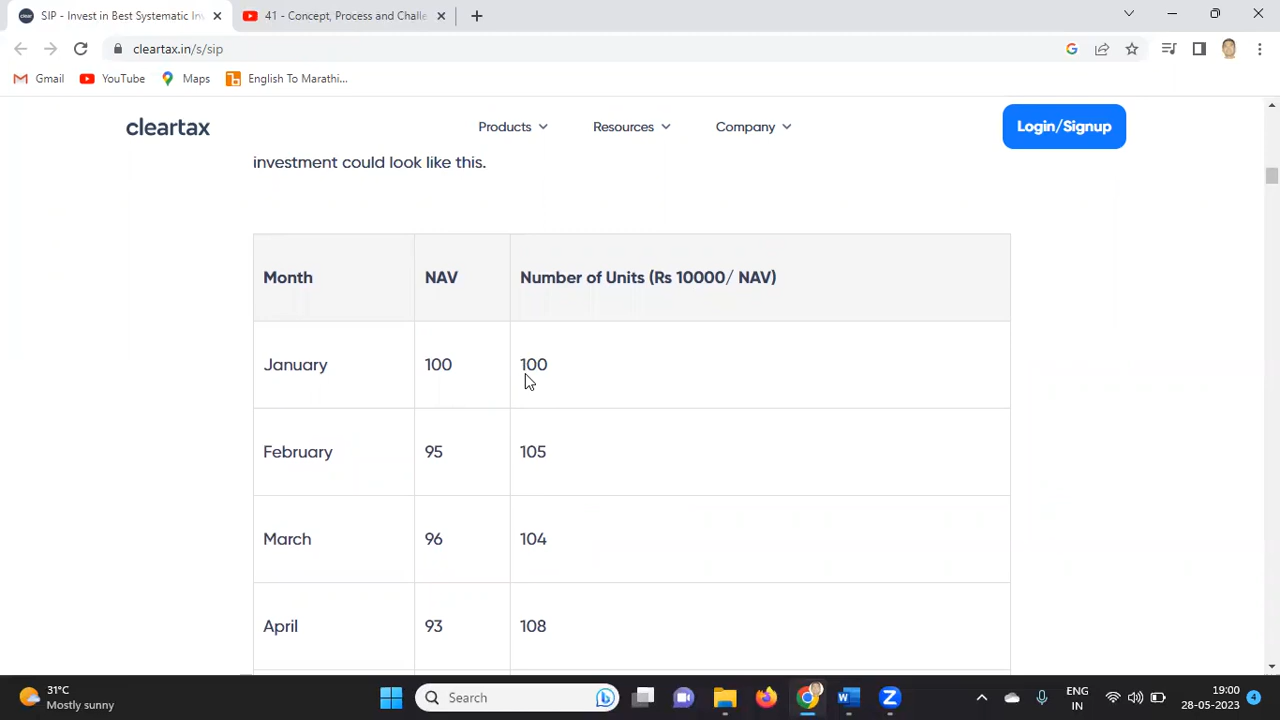 SIP - Invest in Best Systematic In
41 - Concept, Process and Challe
cleartax.in/s/sip
Gmail
YouTube
Maps
English To Marathi...
cleartax
Products
Resources
Company
Login/Signup
investment could look like this.
Month NAV Number of Units (Rs 10000/ NAV)
January 100 100
February 95 105
March 96 104
April 93 108
31°C
Mostly sunny
Search
ENG
IN
19:00
28-05-2023
4